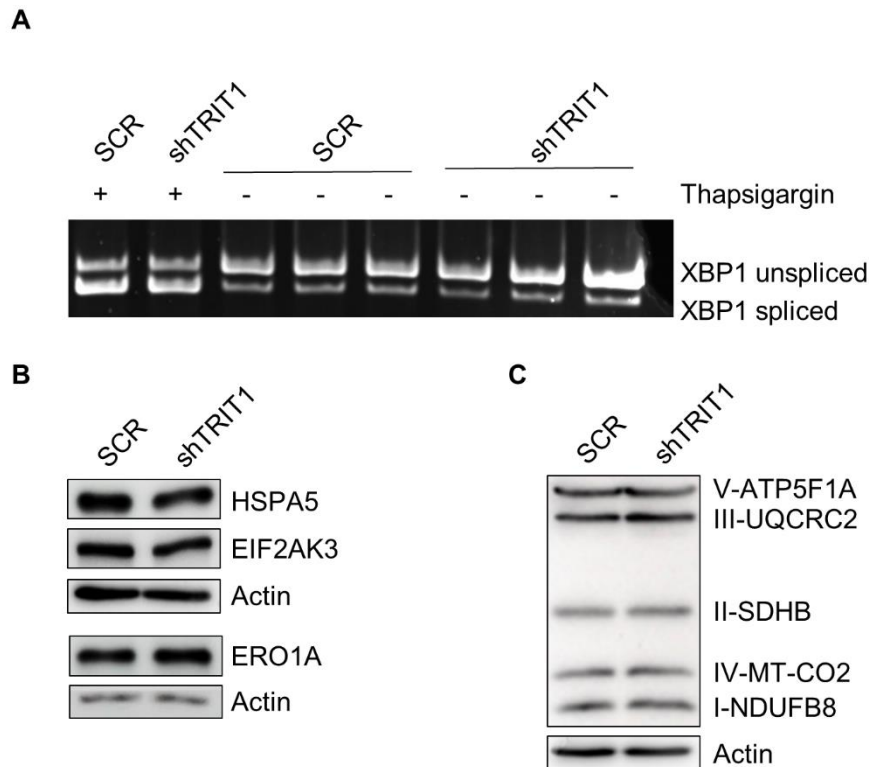 A
SCR shTRIT1 SCR shTRIT1
+ + - - - - - - Thapsigargin
XBP1 unspliced
XBP1 spliced
B
SCR shTRIT1
HSPA5
EIF2AK3
Actin
ERO1A
Actin
C
SCR shTRIT1
V-ATP5F1A
III-UQCRC2
II-SDHB
IV-MT-CO2
I-NDUFB8
Actin